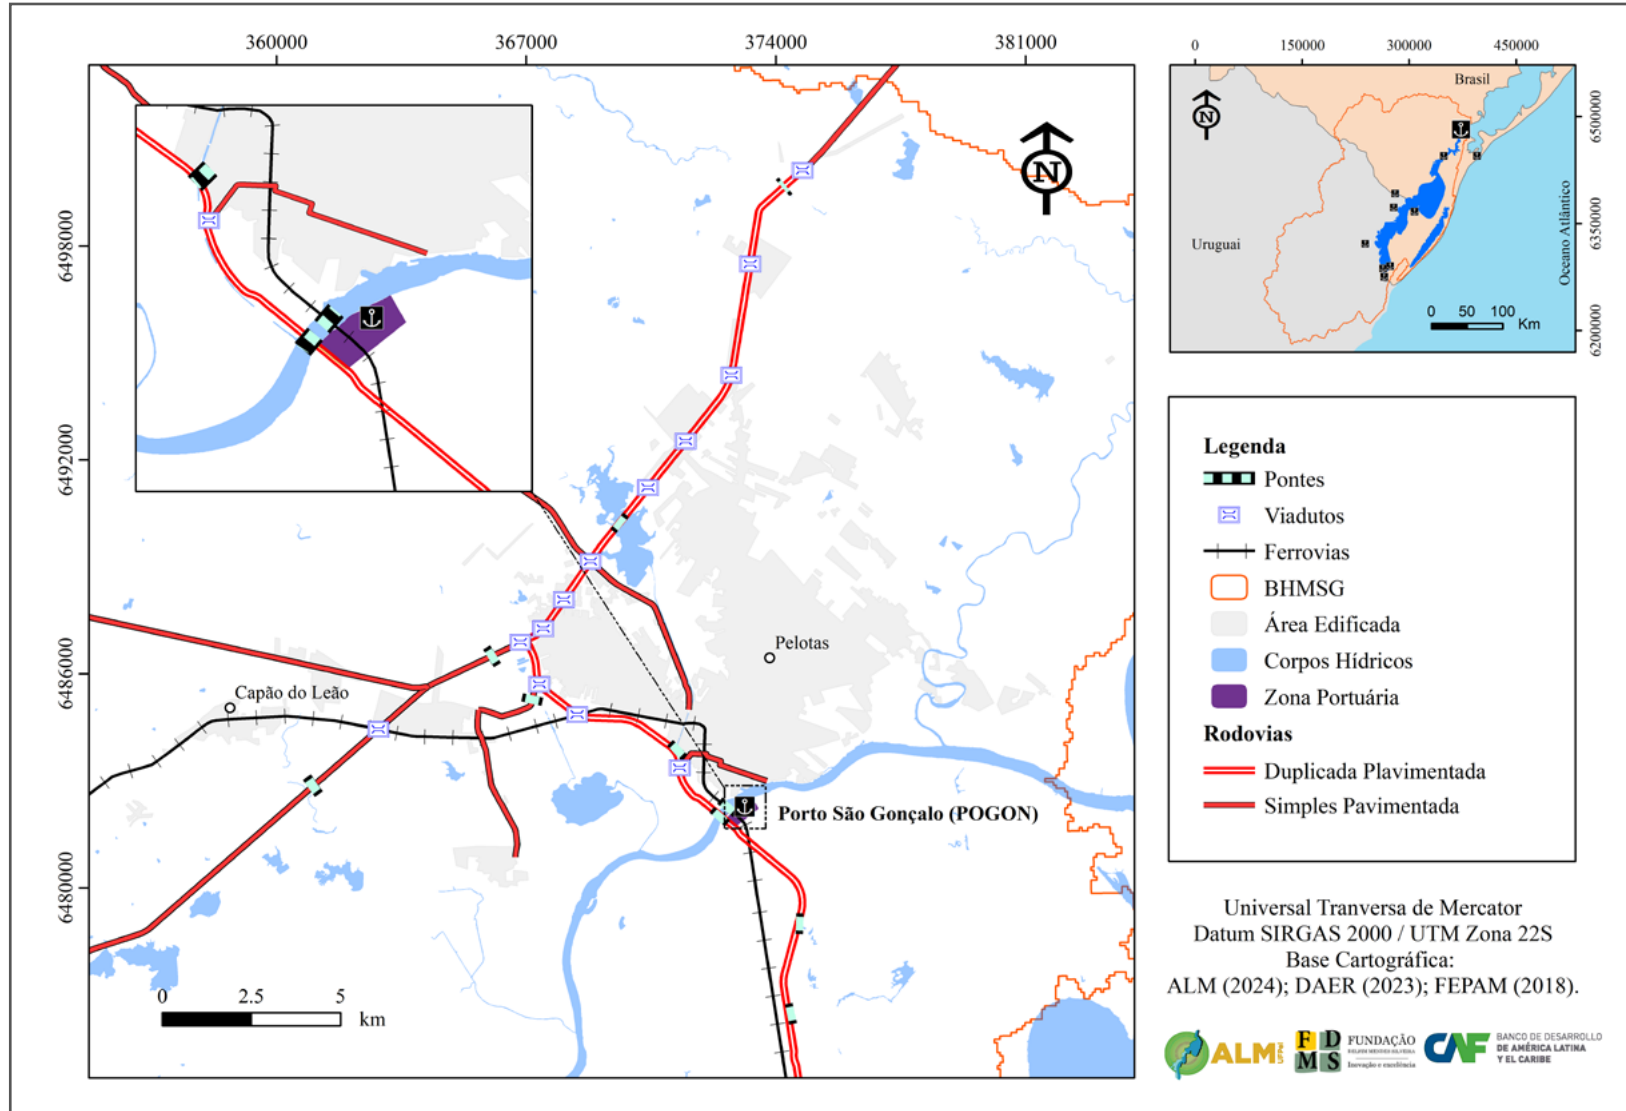 360000
367000
374000
381000
6498000
6492000
6486000
6480000
N
Pelotas
Capão do Leão
Porto São Gonçalo (POGON)
0
2.5
5
km
0
150000
300000
450000
6500000
6350000
6200000
N
Brasil
Uruguai
Oceano Atlântico
0
50
100
Km
Legenda
Pontes
Viadutos
Ferrovias
BHMSG
Área Edificada
Corpos Hídricos
Zona Portuária
Rodovias
Duplicada Plavimentada
Simples Pavimentada
Universal Tranversa de Mercator
Datum SIRGAS 2000 / UTM Zona 22S
Base Cartográfica:
ALM (2024); DAER (2023); FEPAM (2018).
ALM UFPel
F D
M S
FUNDAÇÃO
Inovação e excelência
CAF
BANCO DE DESARROLLO
DE AMÉRICA LATINA
Y EL CARIBE